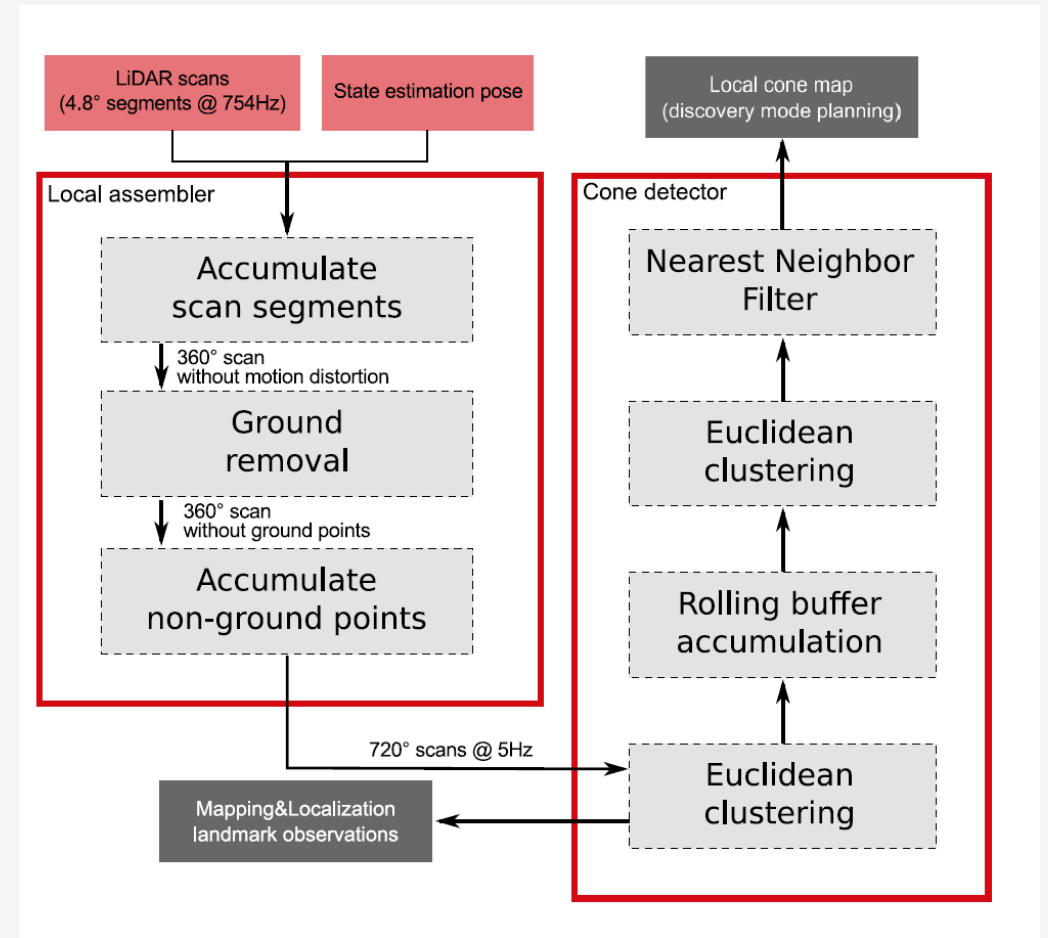 LiDAR scans
(4.8° segments @ 754Hz)
State estimation pose
Local assembler
Accumulate
scan segments
360° scan
without motion distortion
Ground
removal
360° scan
without ground points
Accumulate
non-ground points
720° scans @ 5Hz
Mapping&Localization
landmark observations
Local cone map
(discovery mode planning)
Cone detector
Nearest Neighbor
Filter
Euclidean
clustering
Rolling buffer
accumulation
Euclidean
clustering